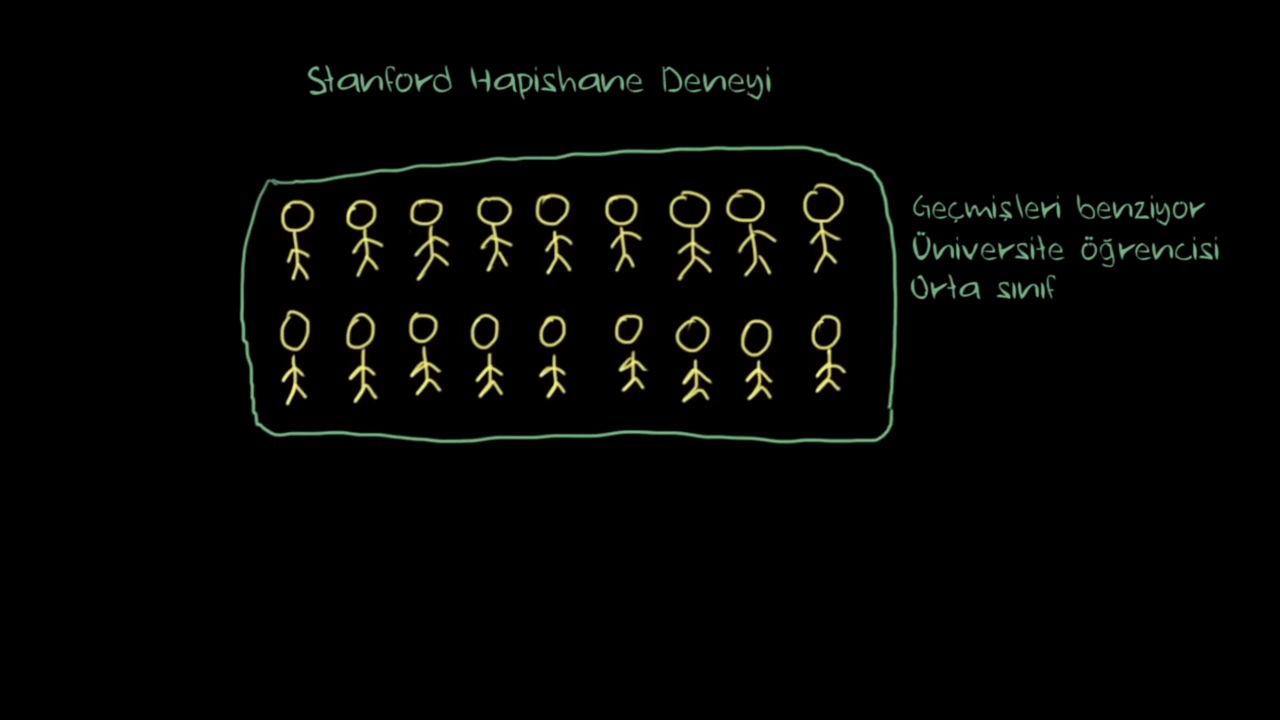 Stanford Hapishane Deneyi
Geçmişleri benziyor
Üniversite öğrencisi
Orta sınıf